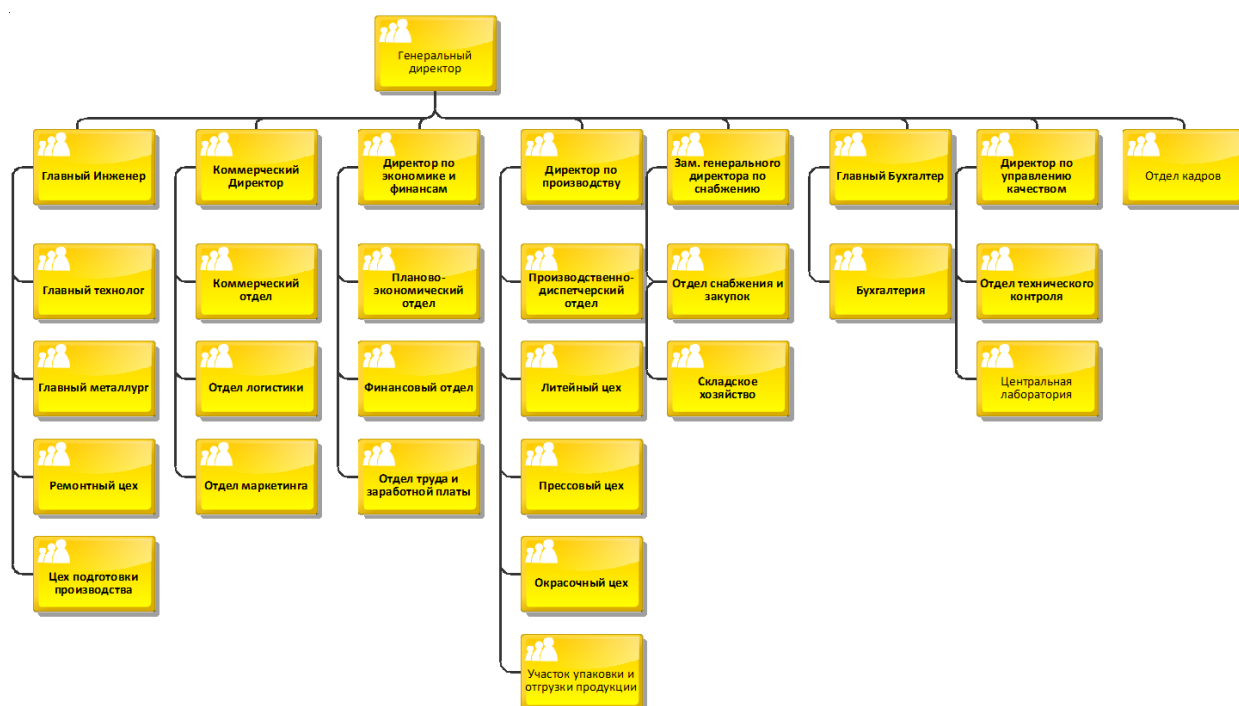 Генеральный
директор
Главный Инженер
Коммерческий
Директор
Директор по
экономике и
финансам
Директор по
производству
Зам. генерального
директора по
снабжению
Главный Бухгалтер
Директор по
управлению
качеством
Отдел кадров
Главный технолог
Коммерческий
отдел
Планово-
экономический
отдел
Производственно-
диспетчерский
отдел
Отдел снабжения и
закупок
Бухгалтерия
Отдел технического
контроля
Главный металлург
Отдел логистики
Финансовый отдел
Литейный цех
Складское
хозяйство
Центральная
лаборатория
Ремонтный цех
Отдел маркетинга
Отдел труда и
заработной платы
Прессовый цех
Цех подготовки
производства
Окрасочный цех
Участок упаковки и
отгрузки продукции